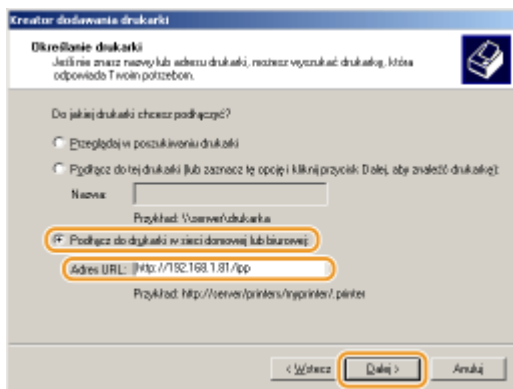 Kreator dodawania drukarki
Określanie drukarki
Jeśli nie znasz nazwy lub adresu drukarki, możesz wyszukać drukarkę, która
odpowiada Twoim potrzebom.
Do jakiej drukarki chcesz podłączyć?
Przeglądaj w poszukiwaniu drukarki
Podłącz do tej drukarki (lub zaznacz tę opcję i kliknij przycisk Dalej, aby znaleźć drukarkę):
Nazwa:
Przykład: \\server\drukarka
Podłącz do drukarki w sieci domowej lub biurowej:
Adres URL: http://192.168.1.81/ipp
Przykład: http://server/printers/myprinter/.printer
< Wstecz Dalej > Anuluj